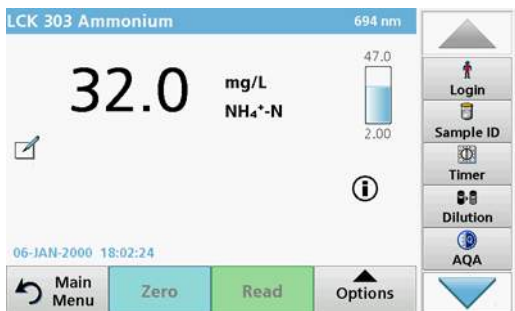 LCK 303 Ammonium 694 nm
47.0
32.0 mg/L
NH₄⁺-N
2.00
06-JAN-2000 18:02:24
Main Menu
Zero
Read
Options
Login
Sample ID
Timer
Dilution
AQA